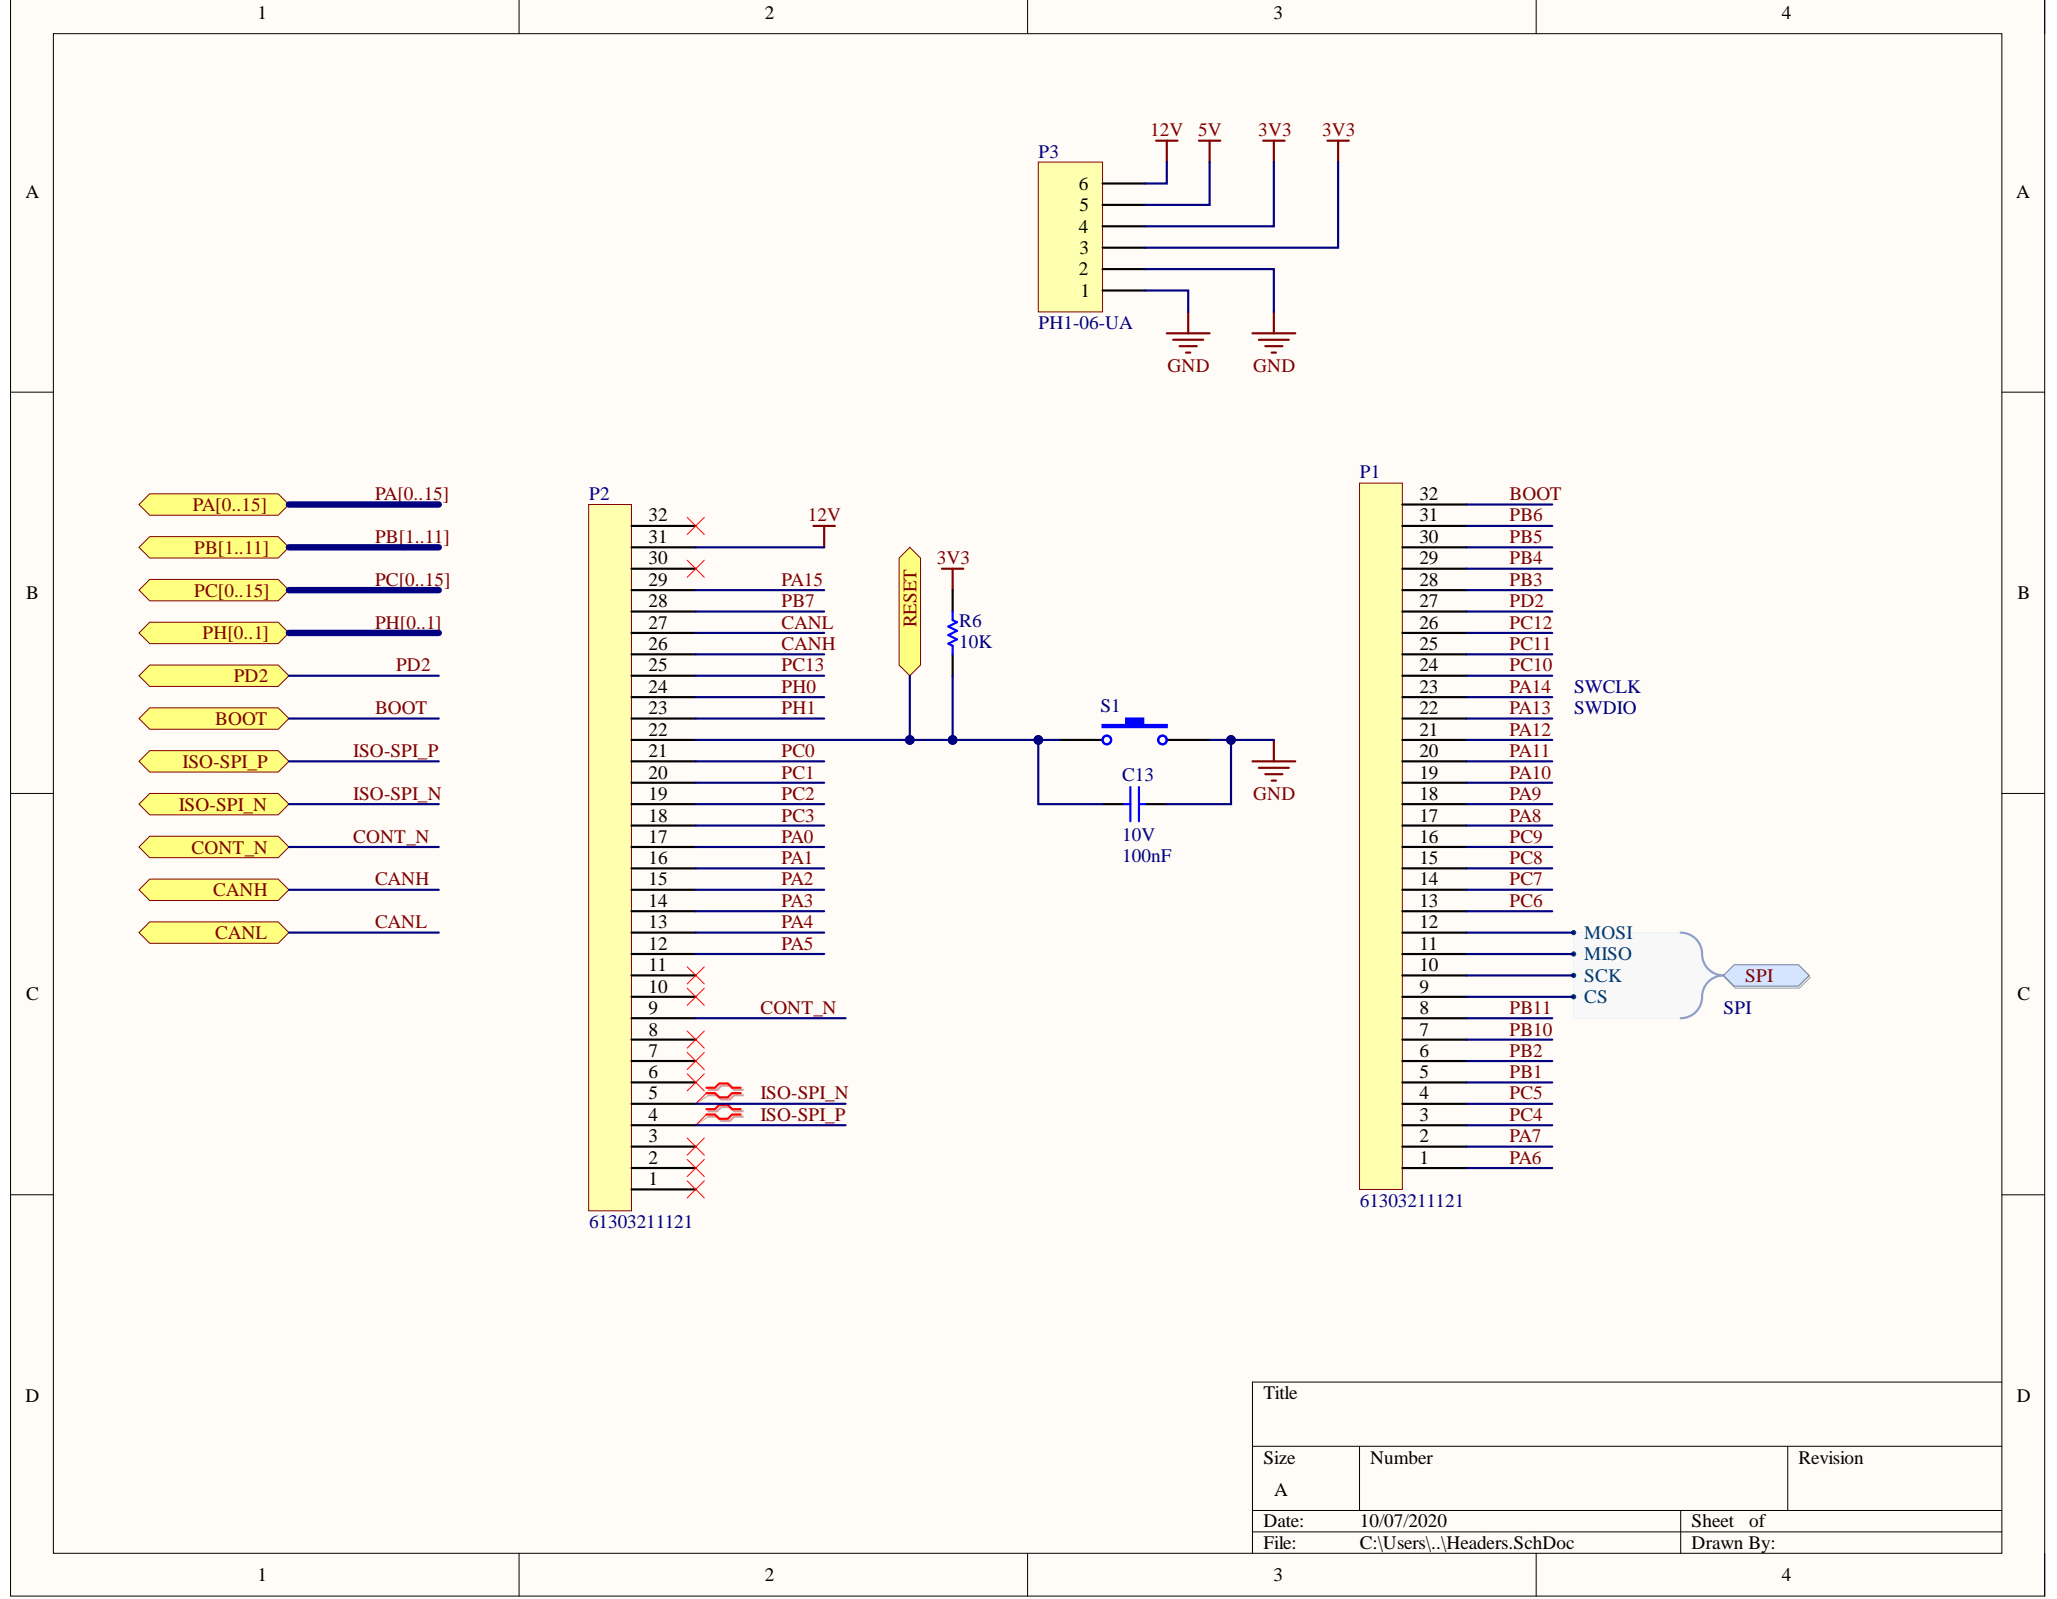 1 2 3 4
A A
B B
C C
D D
1 2 3 4
12V 5V 3V3 3V3
P3
6
5
4
3
2
1
PH1-06-UA
GND GND
PA[0..15] PA[0..15]
PB[1..11] PB[1..11]
PC[0..15] PC[0..15]
PH[0..1] PH[0..1]
PD2 PD2
BOOT BOOT
ISO-SPI_P ISO-SPI_P
ISO-SPI_N ISO-SPI_N
CONT_N CONT_N
CANH CANH
CANL CANL
P2
32
31 12V
30
29 PA15
28 PB7
27 CANL
26 CANH
25 PC13
24 PH0
23 PH1
22
21 PC0
20 PC1
19 PC2
18 PC3
17 PA0
16 PA1
15 PA2
14 PA3
13 PA4
12 PA5
11
10
9 CONT_N
8
7
6
5 ISO-SPI_N
4 ISO-SPI_P
3
2
1
61303211121
RESET
3V3
R6
10K
S1
C13
10V
100nF
GND
P1
32 BOOT
31 PB6
30 PB5
29 PB4
28 PB3
27 PD2
26 PC12
25 PC11
24 PC10
23 PA14 SWCLK
22 PA13 SWDIO
21 PA12
20 PA11
19 PA10
18 PA9
17 PA8
16 PC9
15 PC8
14 PC7
13 PC6
12 MOSI
11 MISO
10 SCK
9 CS
SPI
SPI
8 PB11
7 PB10
6 PB2
5 PB1
4 PC5
3 PC4
2 PA7
1 PA6
61303211121
Title
Size Number Revision
A
Date: 10/07/2020 Sheet of
File: C:\Users\..\Headers.SchDoc Drawn By: